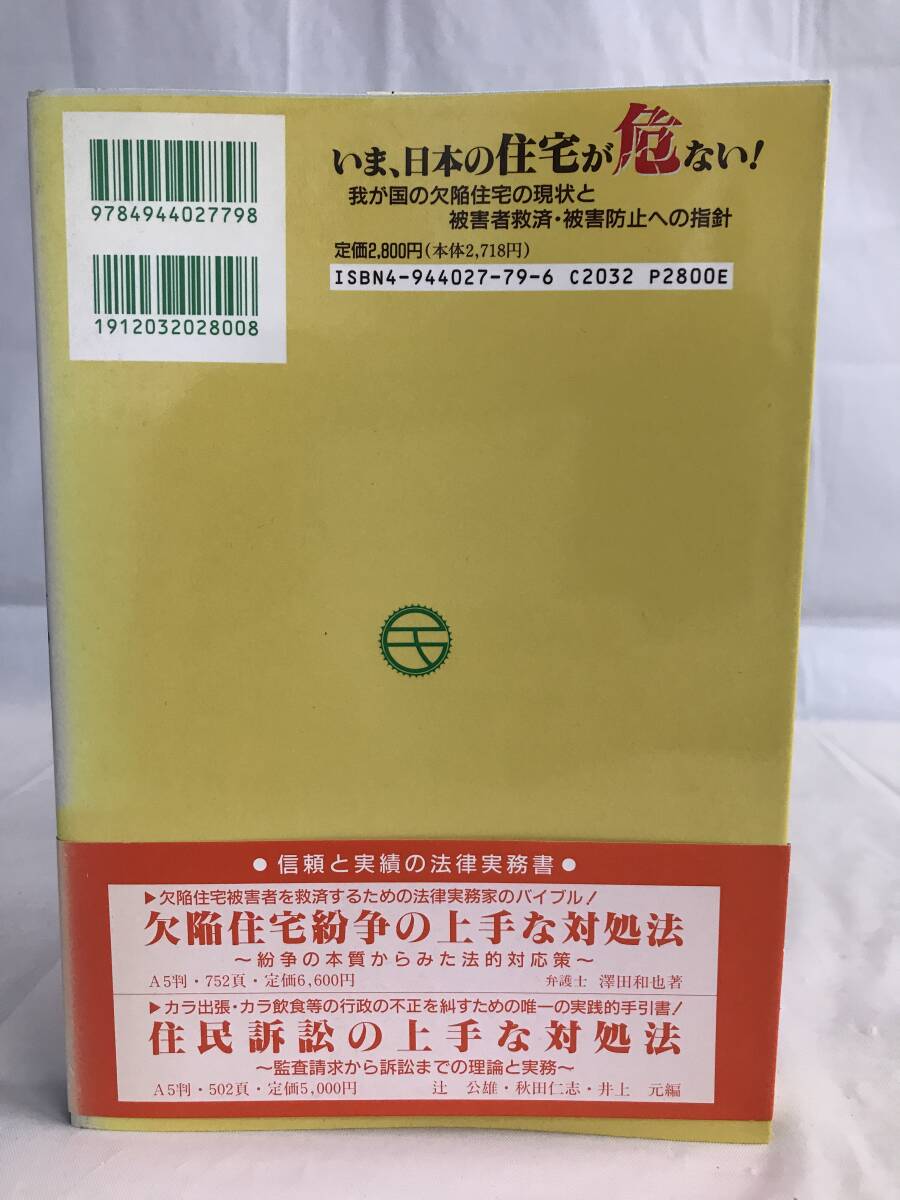 9784944027798
1912032028008
いま、日本の住宅が危ない!
我が国の欠陥住宅の現状と
被害者救済・被害防止への指針
定価2,800円(本体2,718円)
ISBN4-944027-79-6 C2032 P2800E
●信頼と実績の法律実務書●
▶欠陥住宅被害者を救済するための法律実務家のバイブル!
欠陥住宅紛争の上手な対処法
~紛争の本質からみた法的対応策~
A5判・752頁・定価6,600円 弁護士 澤田和也著
▶カラ出張・カラ飲食等の行政の不正を糾すための唯一の実践的手引書!
住民訴訟の上手な対処法
~監査請求から訴訟までの理論と実務~
A5判・502頁・定価5,000円 辻 公雄・秋田仁志・井上 元編